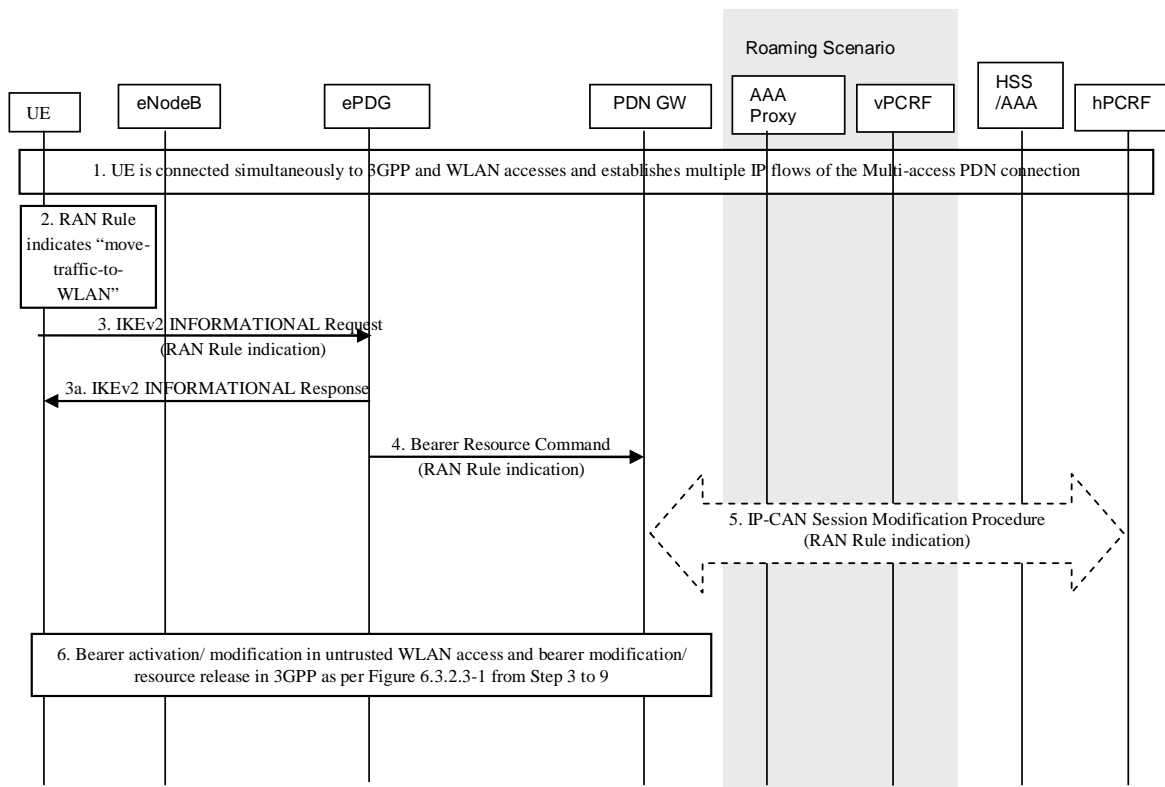 Roaming Scenario
UE
eNodeB
ePDG
PDN GW
AAA
Proxy
vPCRF
HSS
/AAA
hPCRF
1. UE is connected simultaneously to 3GPP and WLAN accesses and establishes multiple IP flows of the Multi-access PDN connection
2. RAN Rule
indicates “move-
traffic-to-
WLAN”
3. IKEv2 INFORMATIONAL Request
(RAN Rule indication)
3a. IKEv2 INFORMATIONAL Response
4. Bearer Resource Command
(RAN Rule indication)
5. IP-CAN Session Modification Procedure
(RAN Rule indication)
6. Bearer activation/ modification in untrusted WLAN access and bearer modification/
resource release in 3GPP as per Figure 6.3.2.3-1 from Step 3 to 9